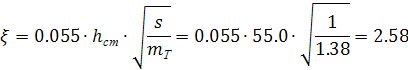 ξ = 0.055 · h_cm · √(s/m_T) = 0.055 · 55.0 · √(1/1.38) = 2.58